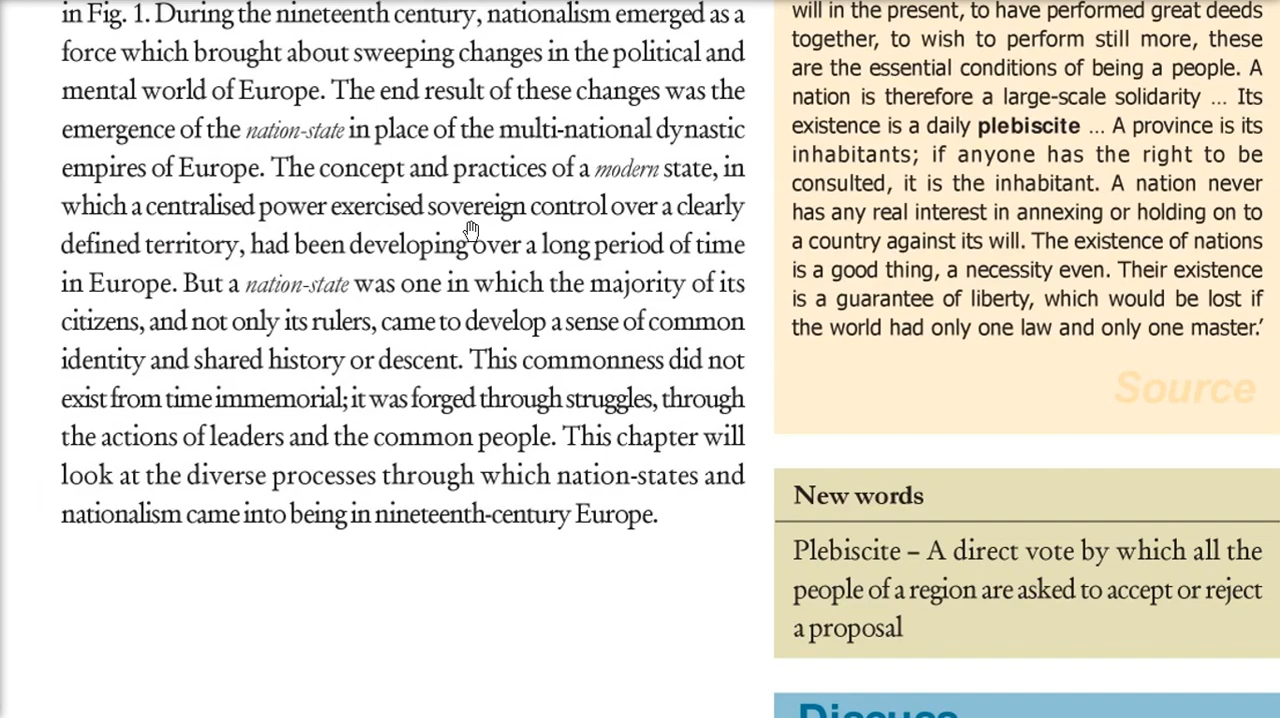 in Fig. 1. During the nineteenth century, nationalism emerged as a
force which brought about sweeping changes in the political and
mental world of Europe. The end result of these changes was the
emergence of the nation-state in place of the multi-national dynastic
empires of Europe. The concept and practices of a modern state, in
which a centralised power exercised sovereign control over a clearly
defined territory, had been developing over a long period of time
in Europe. But a nation-state was one in which the majority of its
citizens, and not only its rulers, came to develop a sense of common
identity and shared history or descent. This commonness did not
exist from time immemorial; it was forged through struggles, through
the actions of leaders and the common people. This chapter will
look at the diverse processes through which nation-states and
nationalism came into being in nineteenth-century Europe.
will in the present, to have performed great deeds
together, to wish to perform still more, these
are the essential conditions of being a people. A
nation is therefore a large-scale solidarity ... Its
existence is a daily plebiscite ... A province is its
inhabitants; if anyone has the right to be
consulted, it is the inhabitant. A nation never
has any real interest in annexing or holding on to
a country against its will. The existence of nations
is a good thing, a necessity even. Their existence
is a guarantee of liberty, which would be lost if
the world had only one law and only one master.’
Source
New words
Plebiscite – A direct vote by which all the
people of a region are asked to accept or reject
a proposal
Discuss